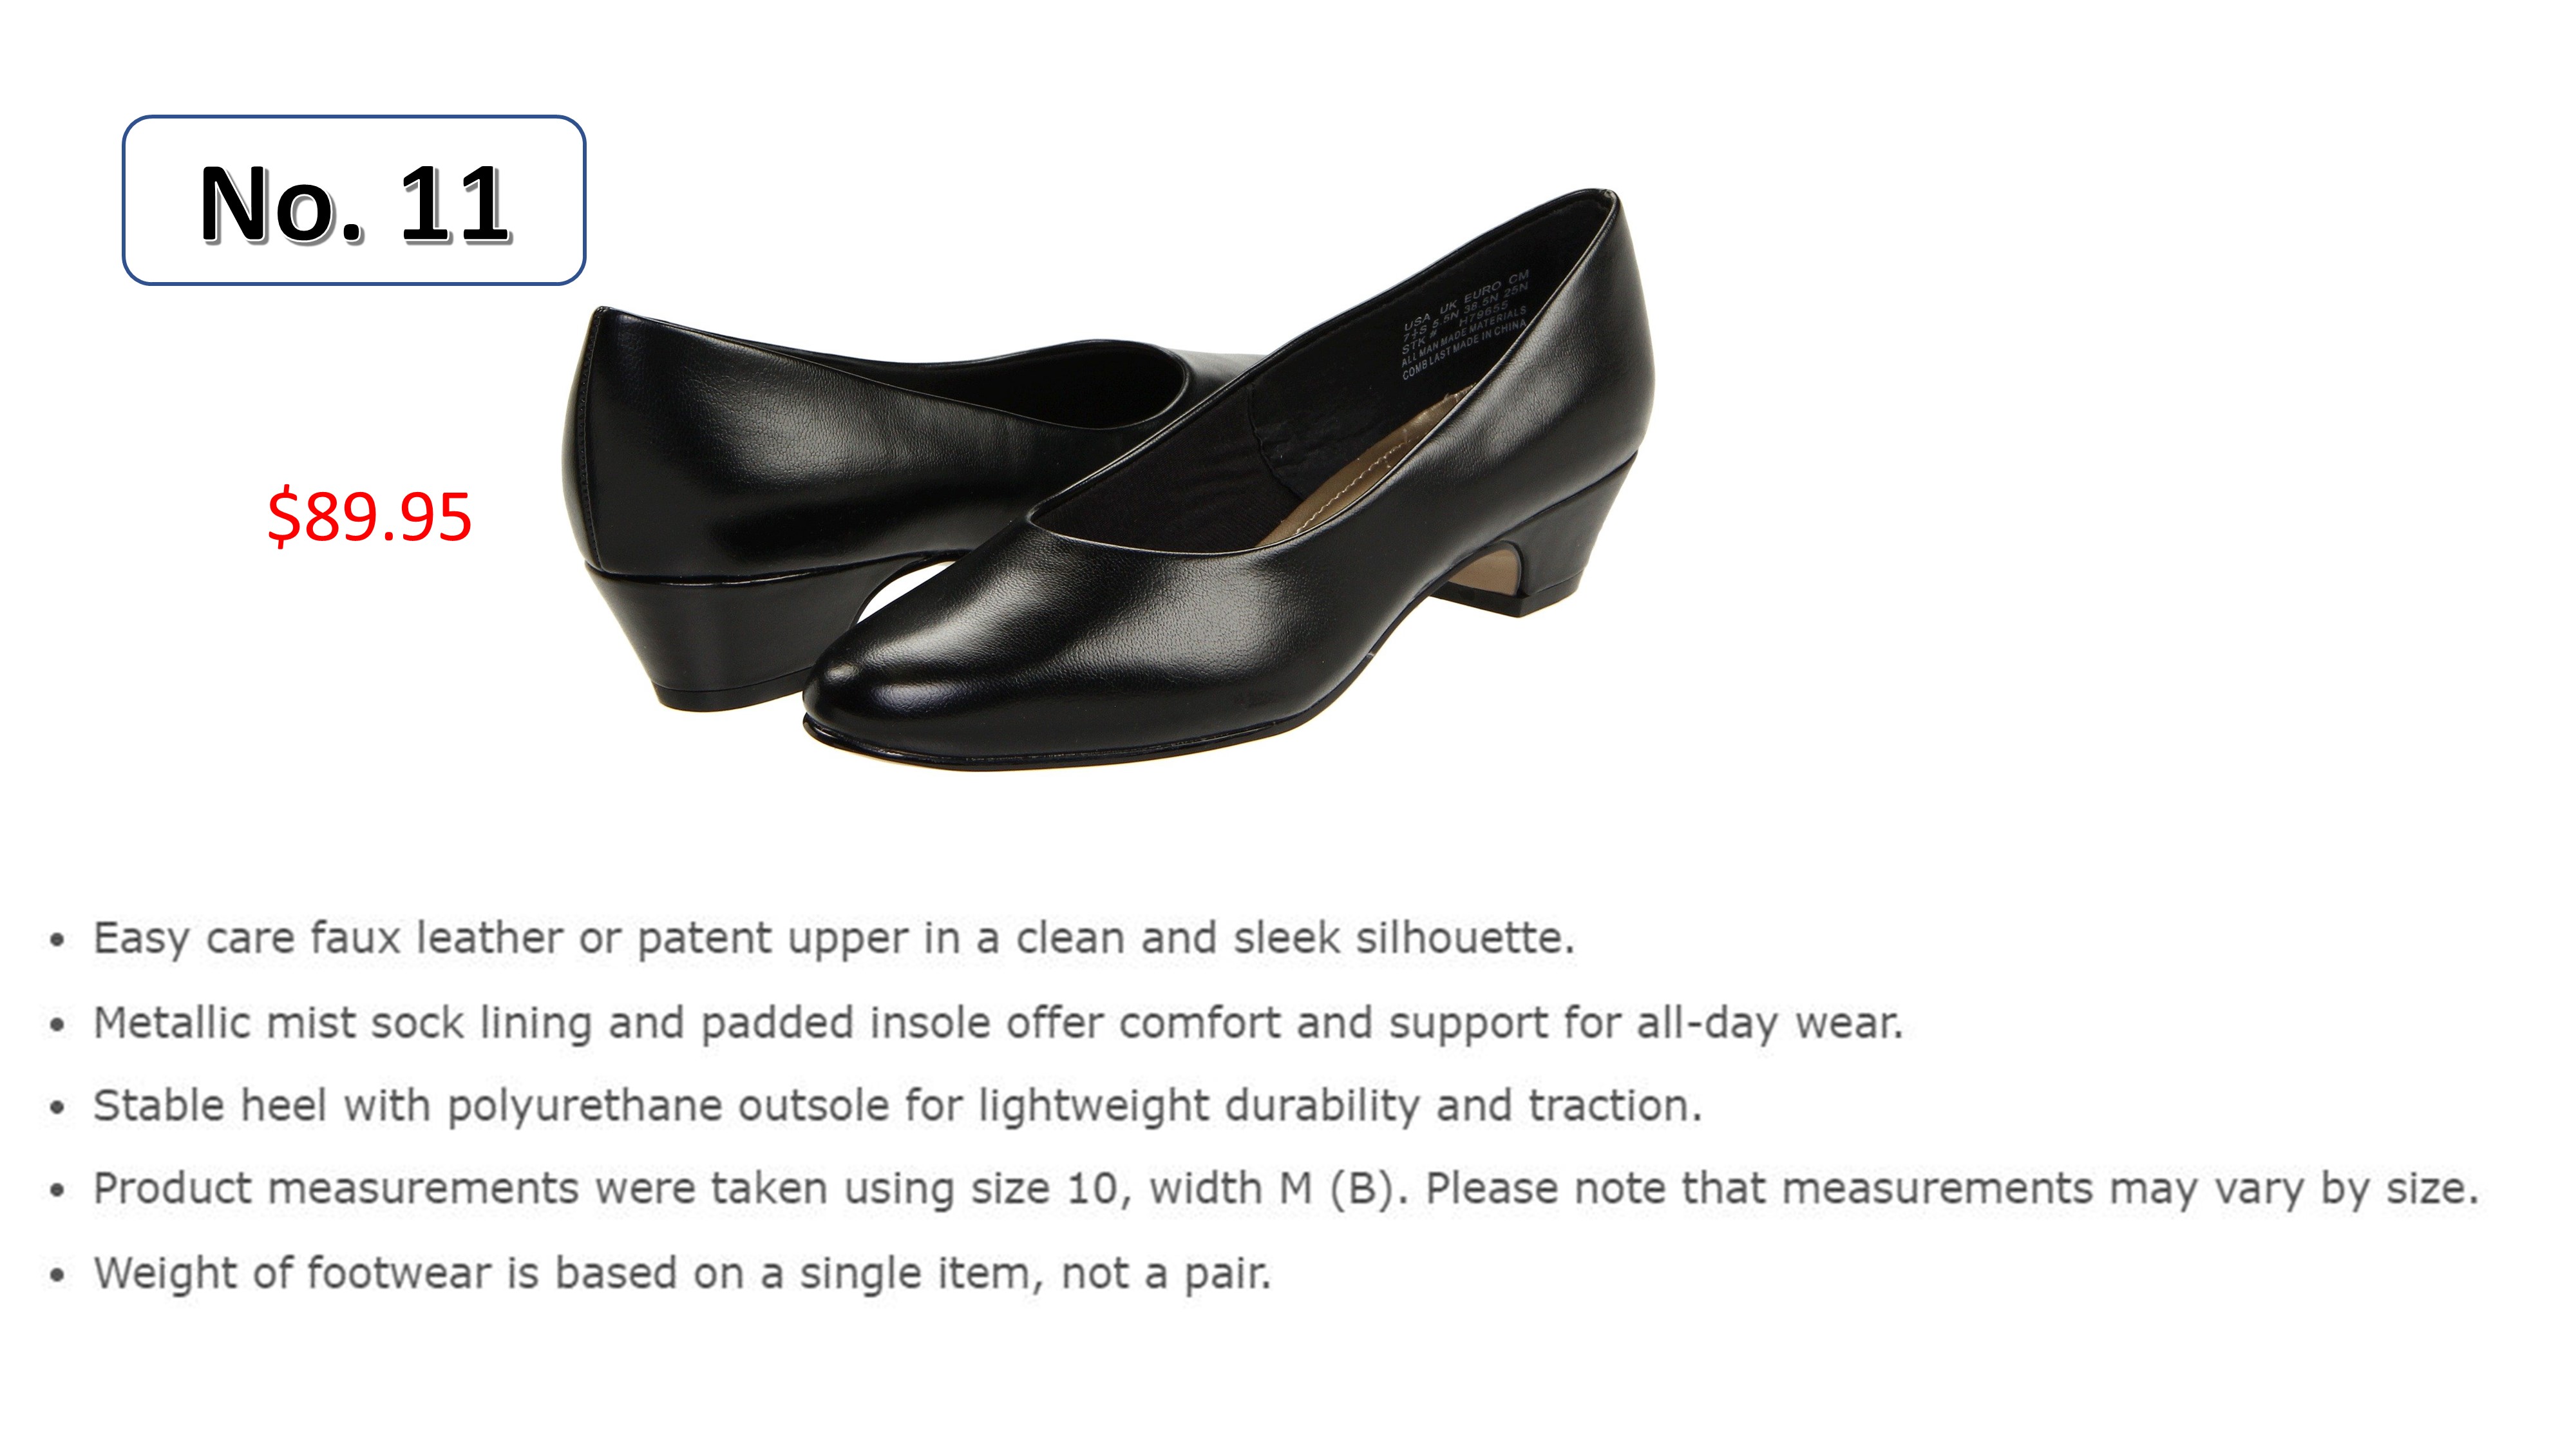 No. 11
$89.95
USA UK EURO CM
5.5N 38.5N 25N
STK # H79655
ALL MAN MADE MATERIALS
COMB LAST MADE IN CHINA
• Easy care faux leather or patent upper in a clean and sleek silhouette.
• Metallic mist sock lining and padded insole offer comfort and support for all-day wear.
• Stable heel with polyurethane outsole for lightweight durability and traction.
• Product measurements were taken using size 10, width M (B). Please note that measurements may vary by size.
• Weight of footwear is based on a single item, not a pair.